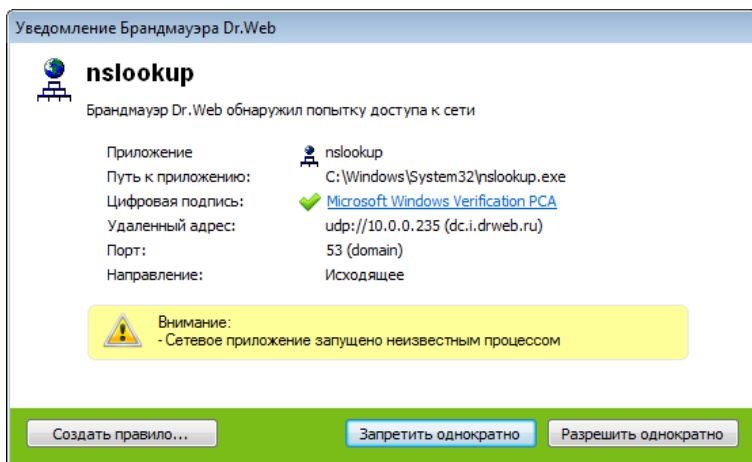 Уведомление Брандмауэра Dr.Web
nslookup
Брандмауэр Dr.Web обнаружил попытку доступа к сети
Приложение nslookup
Путь к приложению: C:\Windows\System32\nslookup.exe
Цифровая подпись: Microsoft Windows Verification PCA
Удаленный адрес: udp://10.0.0.235 (dc.i.drweb.ru)
Порт: 53 (domain)
Направление: Исходящее
Внимание:
- Сетевое приложение запущено неизвестным процессом
Создать правило... Запретить однократно Разрешить однократно